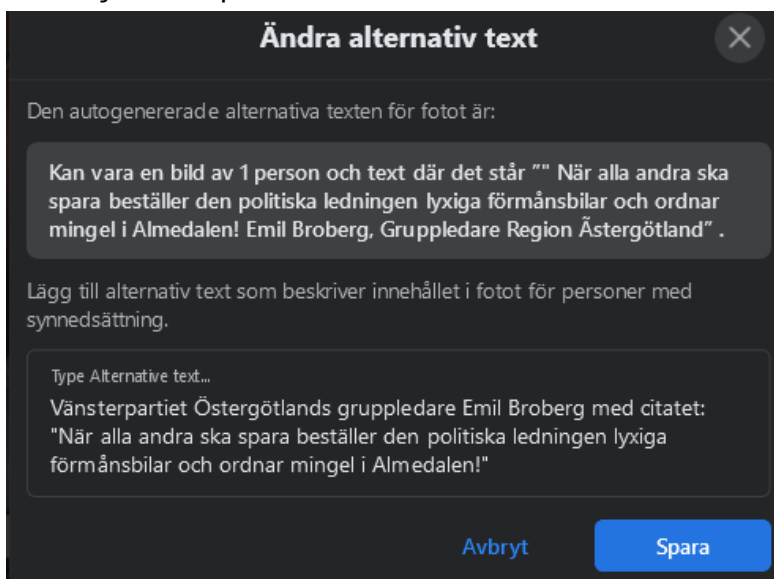 Ändra alternativ text
Den autogenererade alternativa texten för fotot är:
Kan vara en bild av 1 person och text där det står "" När alla andra ska
spara beställer den politiska ledningen lyxiga förmånsbilar och ordnar
mingel i Almedalen! Emil Broberg, Gruppledare Region Ãstergötland" .
Lägg till alternativ text som beskriver innehållet i fotot för personer med
synnedsättning.
Type Alternative text...
Vänsterpartiet Östergötlands gruppledare Emil Broberg med citatet:
"När alla andra ska spara beställer den politiska ledningen lyxiga
förmånsbilar och ordnar mingel i Almedalen!"
Avbryt
Spara